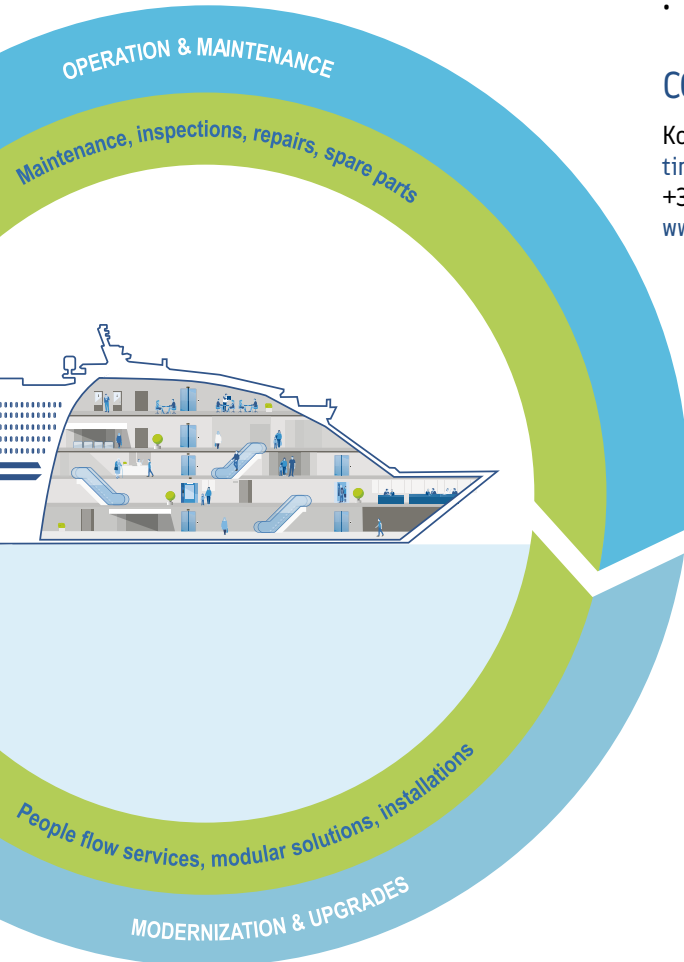 OPERATION & MAINTENANCE
Maintenance, inspections, repairs, spare parts
People flow services, modular solutions, installations
MODERNIZATION & UPGRADES